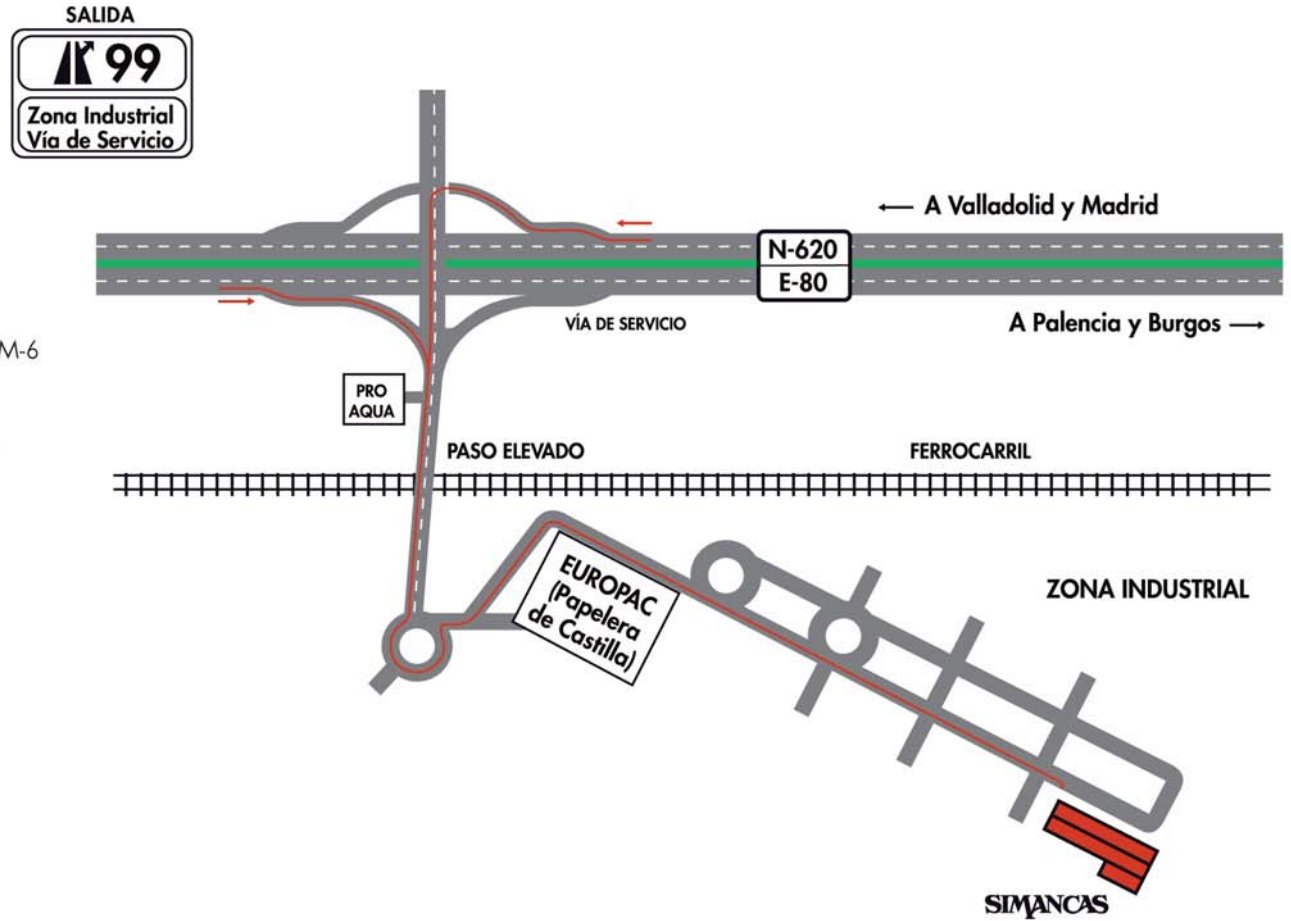 SALIDA
99
Zona Industrial
Vía de Servicio
A Valladolid y Madrid
N-620
E-80
VÍA DE SERVICIO
A Palencia y Burgos
M-6
PRO
AQUA
PASO ELEVADO
FERROCARRIL
EUROPAC
(Papelera
de Castilla)
ZONA INDUSTRIAL
SIMANCAS